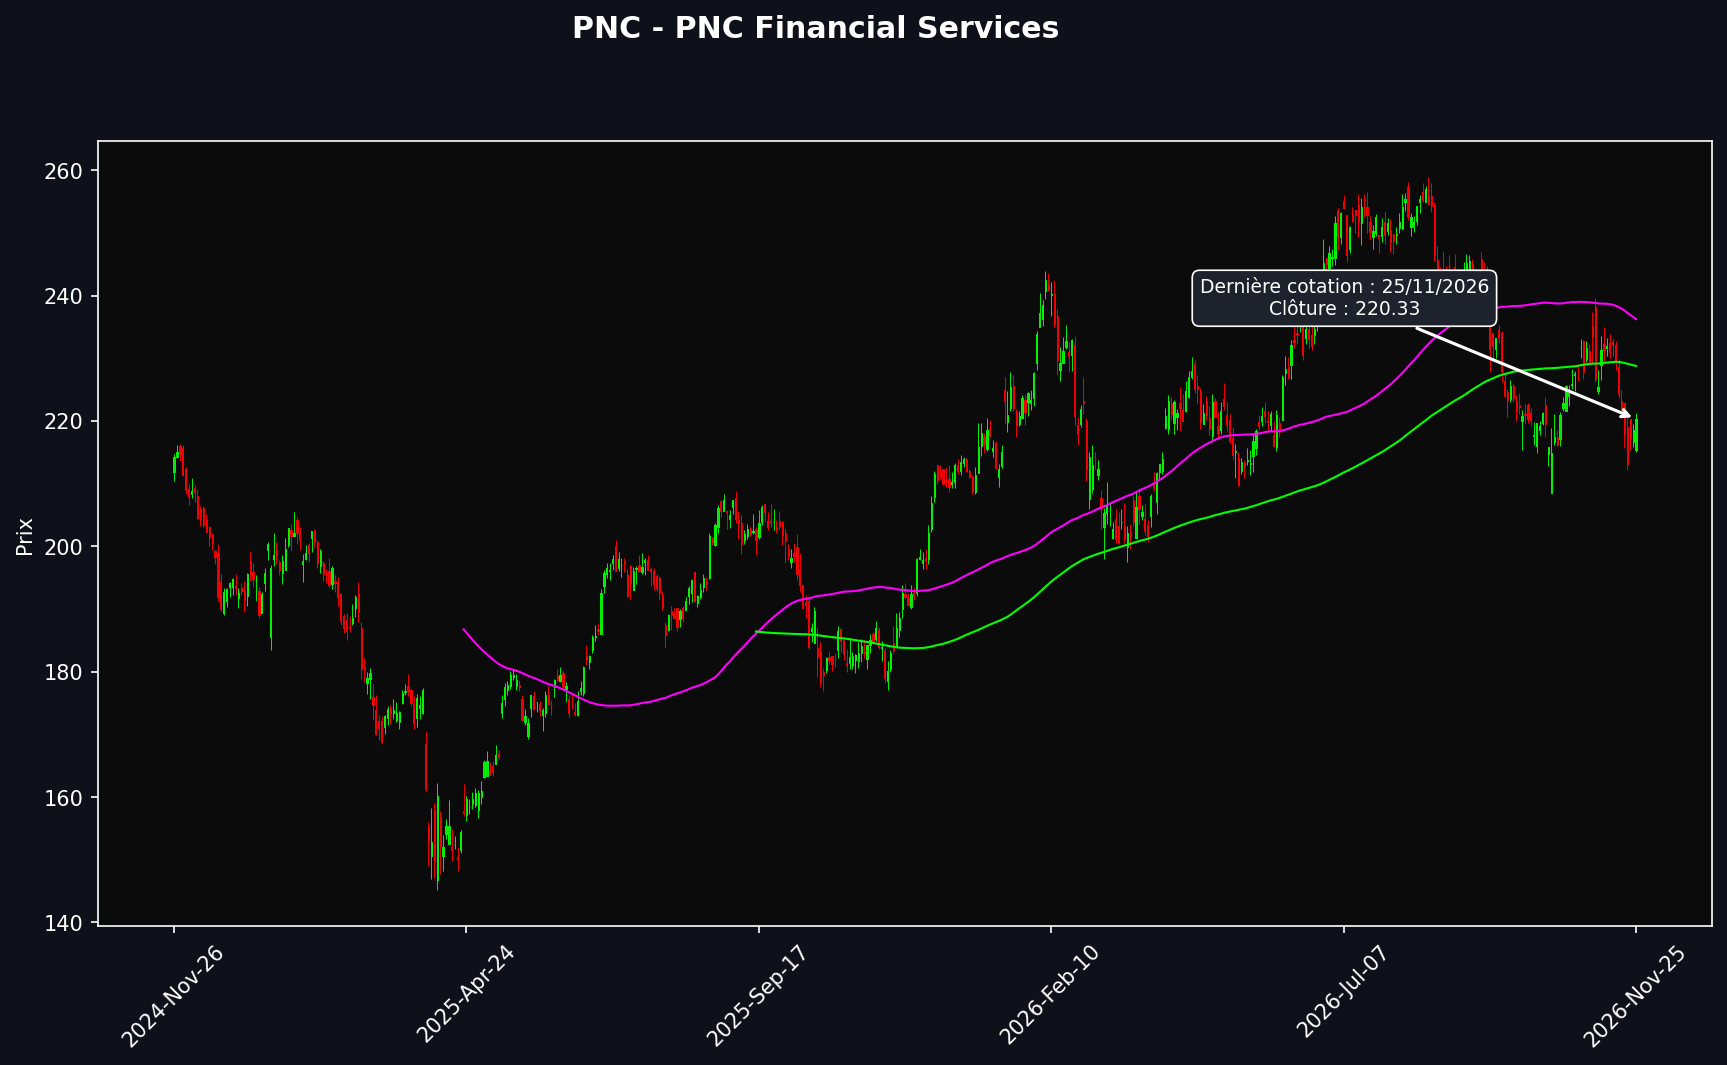 PNC - PNC Financial Services
Prix
260
240
220
200
180
160
140
Dernière cotation : 25/11/2026
Clôture : 220.33
2024-Nov-26
2025-Apr-24
2025-Sep-17
2026-Feb-10
2026-Jul-07
2026-Nov-25